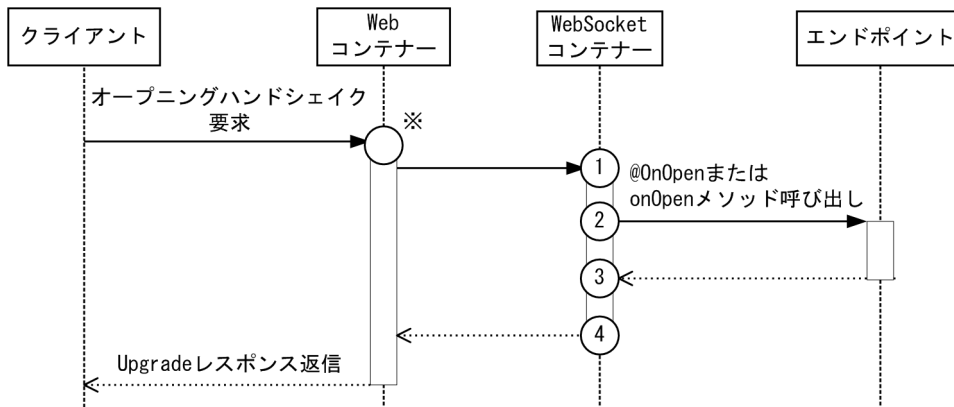 クライアント
Web
コンテナー
WebSocket
コンテナー
エンドポイント
オープニングハンドシェイク
要求
※
1
@OnOpenまたは
onOpenメソッド呼び出し
2
3
4
Upgradeレスポンス返信